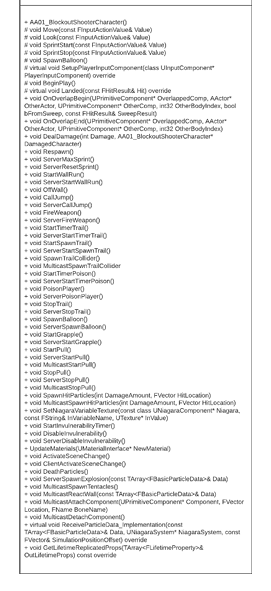 + AA01_BlockoutShooterCharacter()
# void Move(const FInputActionValue& Value)
# void Look(const FInputActionValue& Value)
# void SprintStart(const FInputActionValue& Value)
# void SprintStop(const FInputActionValue& Value)
# void SpawnBalloon()
# virtual void SetupPlayerInputComponent(class UInputComponent*
PlayerInputComponent) override
# void BeginPlay()
# virtual void Landed(const FHitResult& Hit) override
+ void OnOverlapBegin(UPrimitiveComponent* OverlappedComp, AActor*
OtherActor, UPrimitiveComponent* OtherComp, int32 OtherBodyIndex, bool
bFromSweep, const FHitResult& SweepResult)
+ void OnOverlapEnd(UPrimitiveComponent* OverlappedComp, AActor*
OtherActor, UPrimitiveComponent* OtherComp, int32 OtherBodyIndex)
+ void DealDamage(int Damage, AA01_BlockoutShooterCharacter*
DamagedCharacter)
+ void Respawn()
+ void ServerMaxSprint()
+ void ServerResetSprint()
+ void StartWallRun()
+ void ServerStartWallRun()
+ void OffWall()
+ void CallJump()
+ void ServerCallJump()
+ void FireWeapon()
+ void ServerFireWeapon()
+ void StartTimerTrail()
+ void ServerStartTimerTrail()
+ void StartSpawnTrail()
+ void ServerStartSpawnTrail()
+ void SpawnTrailCollider()
+ void MulticastSpawnTrailCollider
+ void StartTimerPoison()
+ void ServerStartTimerPoison()
+ void PoisonPlayer()
+ void ServerPoisonPlayer()
+ void StopTrail()
+ void ServerStopTrail()
+ void SpawnBalloon()
+ void ServerSpawnBalloon()
+ void StartGrapple()
+ void ServerStartGrapple()
+ void StartPull()
+ void ServerStartPull()
+ void MulticastStartPull()
+ void StopPull()
+ void ServerStopPull()
+ void MulticastStopPull()
+ void SpawnHitParticles(int DamageAmount, FVector HitLocation)
+ void MulticastSpawnHitParticles(int DamageAmount, FVector HitLocation)
+ void SetNiagaraVariableTexture(const class UNiagaraComponent* Niagara,
const FString& InVariableName, UTexture* InValue)
+ void StartInvulnerabilityTimer()
+ void DisableInvulnerability()
+ void ServerDisableInvulnerability()
+ UpdateMaterials(UMaterialInterface* NewMaterial)
+ void ActivateSceneChange()
+ void ClientActivateSceneChange()
+ void DeathParticles()
+ void ServerSpawnExplosion(const TArray<FBasicParticleData>& Data)
+ void MulticastSpawnTentacles()
+ void MulticastReactWall(const TArray<FBasicParticleData>& Data)
+ void MulticastAttachComponent(UPrimitiveComponent* Component, FVector
Location, FName BoneName)
+ void MulticastDetachComponent()
+ virtual void ReceiveParticleData_Implementation(const
TArray<FBasicParticleData>& Data, UNiagaraSystem* NiagaraSystem, const
FVector& SimulationPositionOffset) override
+ void GetLifetimeReplicatedProps(TArray<FLifetimeProperty>&
OutLifetimeProps) const override